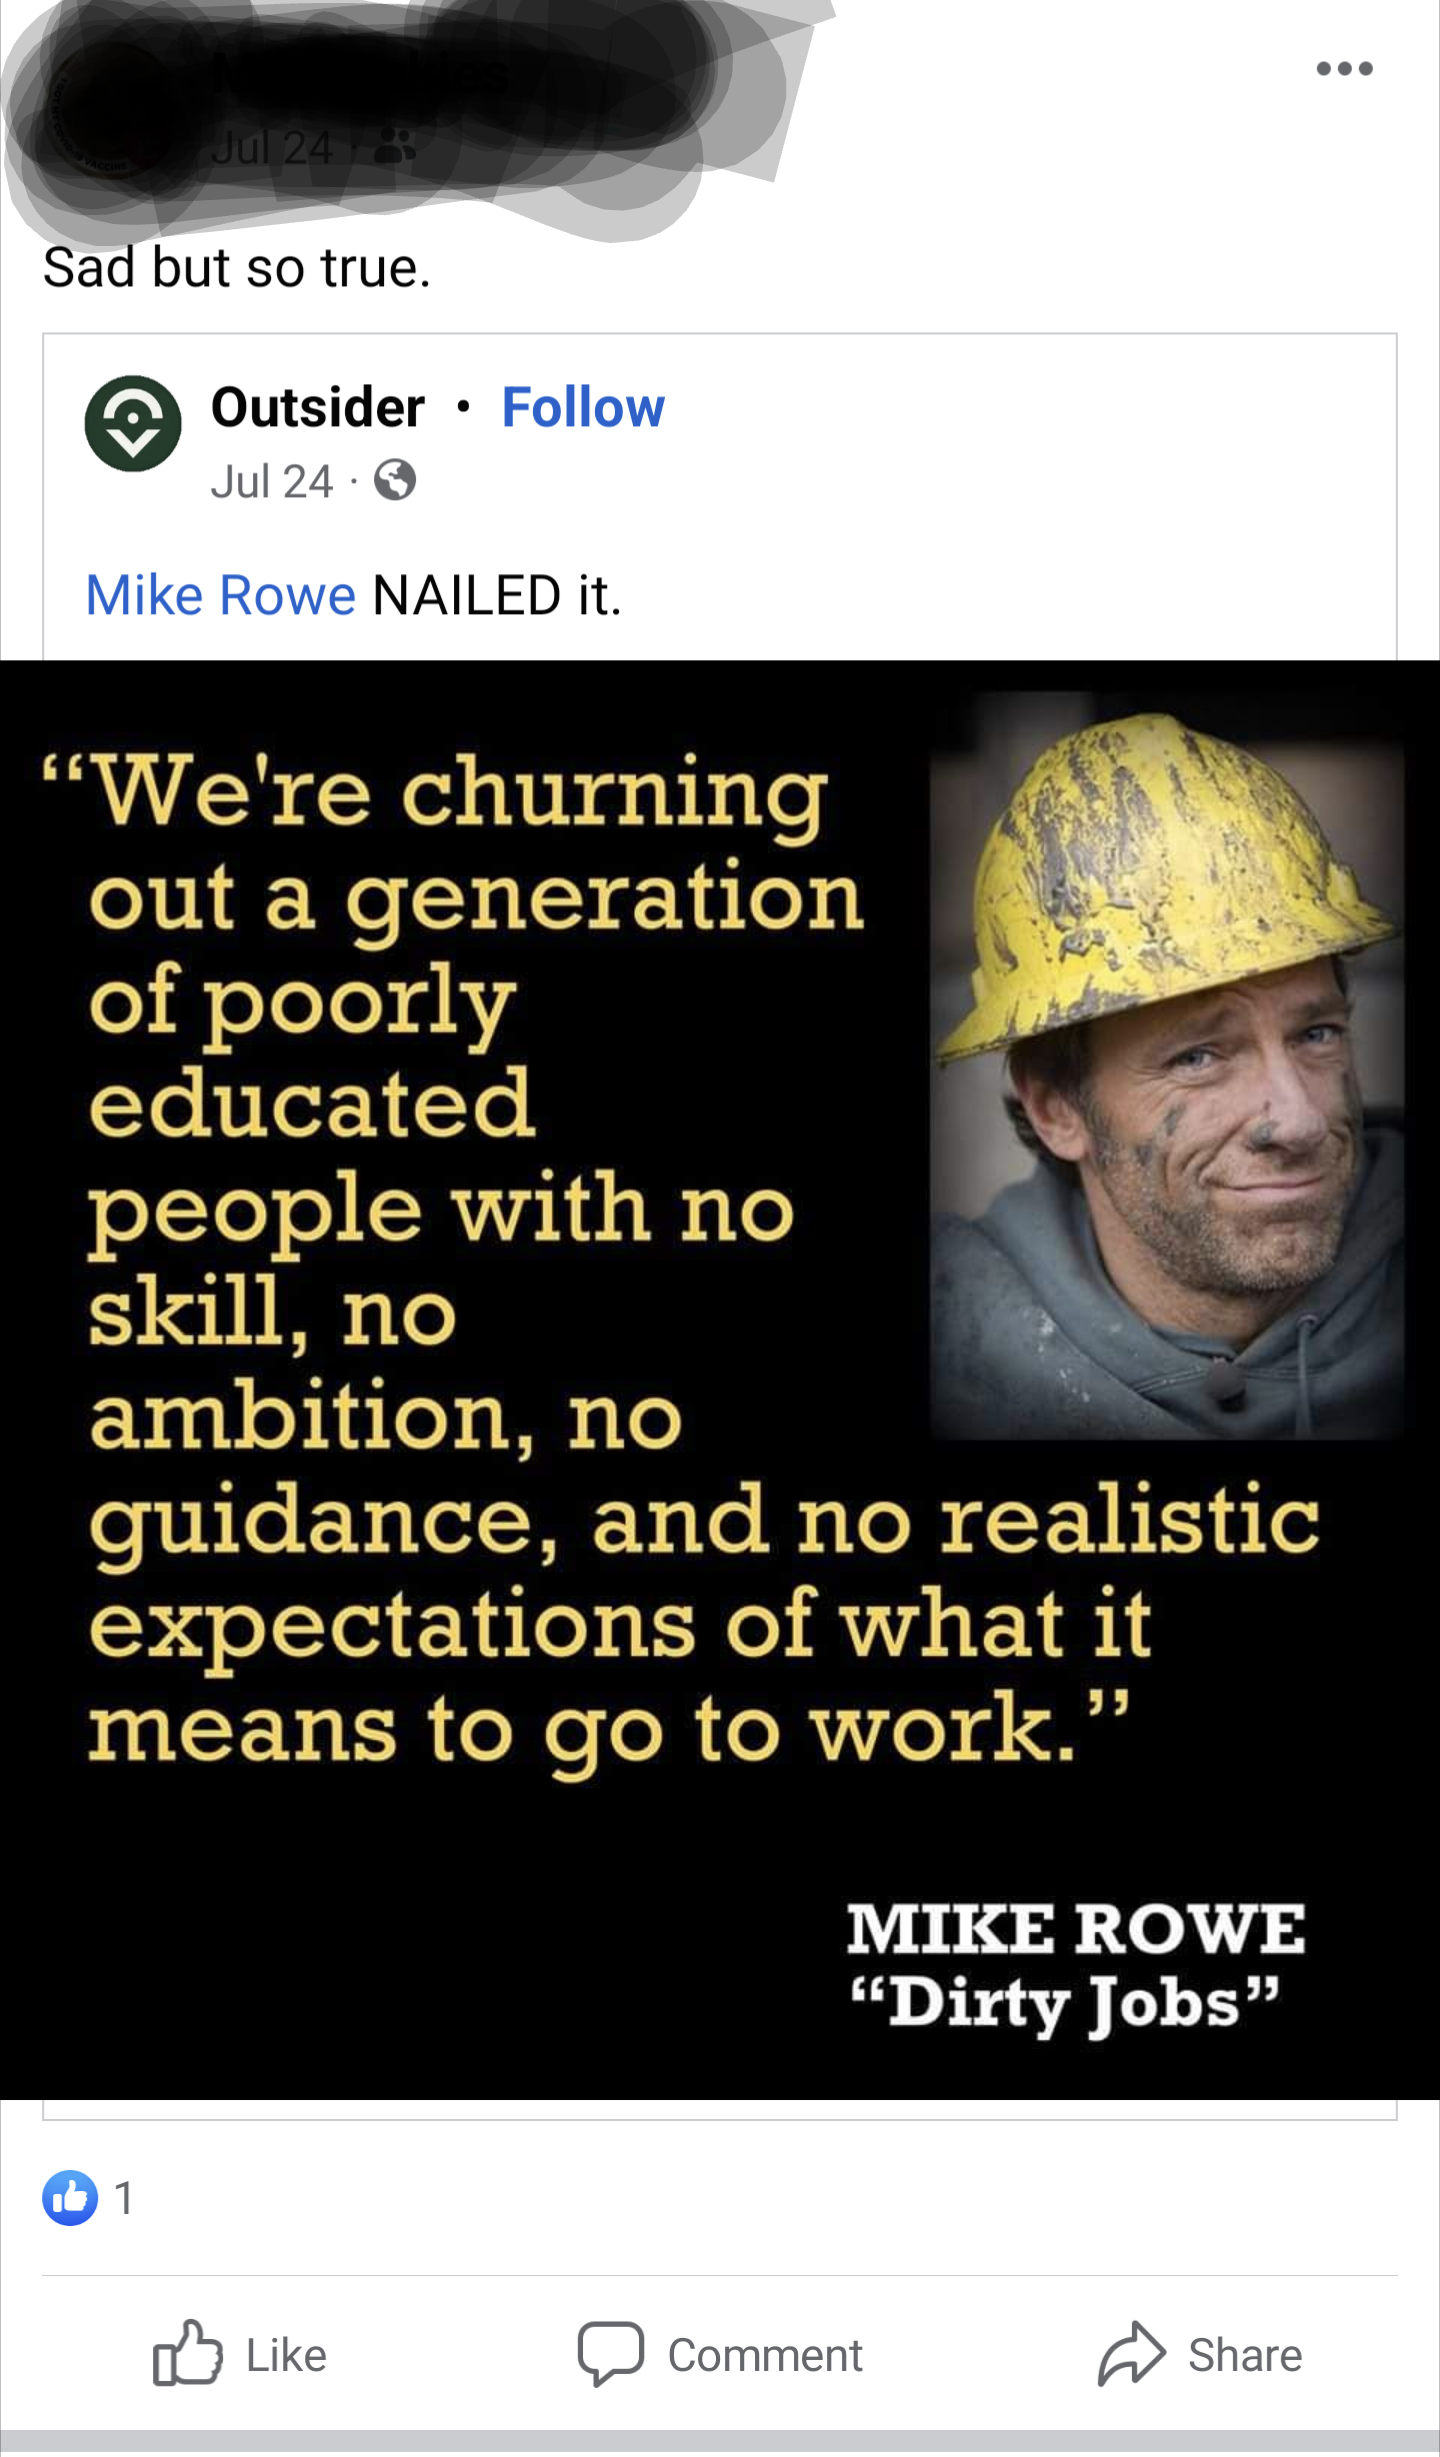 Jul 24 ·
Sad but so true.
Outsider • Follow
Jul 24 ·
Mike Rowe NAILED it.
“We're churning
out a generation
of poorly
educated
people with no
skill, no
ambition, no
guidance, and no realistic
expectations of what it
means to go to work.”
MIKE ROWE
“Dirty Jobs”
1
Like
Comment
Share